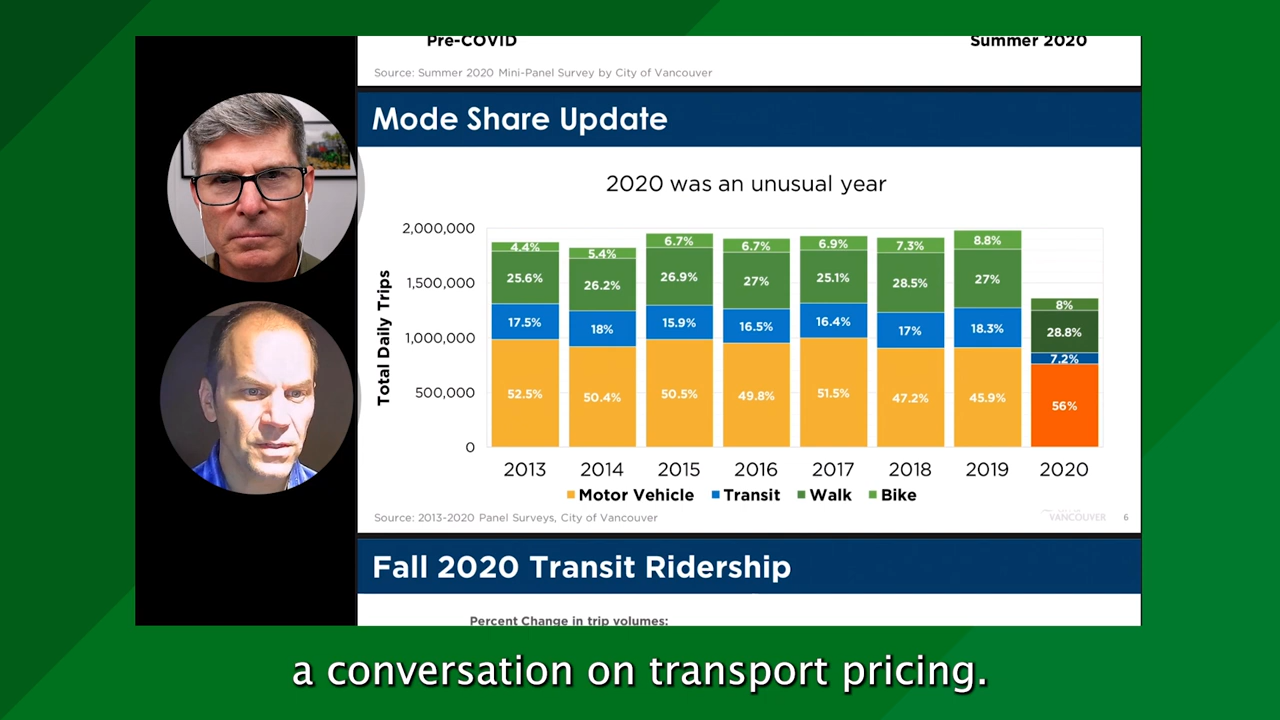 Pre-COVID Summer 2020
Source: Summer 2020 Mini-Panel Survey by City of Vancouver
Mode Share Update
2020 was an unusual year
Total Daily Trips
2,000,000
1,500,000
1,000,000
500,000
0
4.4% 5.4% 6.7% 6.7% 6.9% 7.3% 8.8% 8%
25.6% 26.2% 26.9% 27% 25.1% 28.5% 27% 28.8%
17.5% 18% 15.9% 16.5% 16.4% 17% 18.3% 7.2%
52.5% 50.4% 50.5% 49.8% 51.5% 47.2% 45.9% 56%
2013 2014 2015 2016 2017 2018 2019 2020
Motor Vehicle Transit Walk Bike
Source: 2013-2020 Panel Surveys, City of Vancouver
VANCOUVER 6
Fall 2020 Transit Ridership
Percent Change in trip volumes:
a conversation on transport pricing.